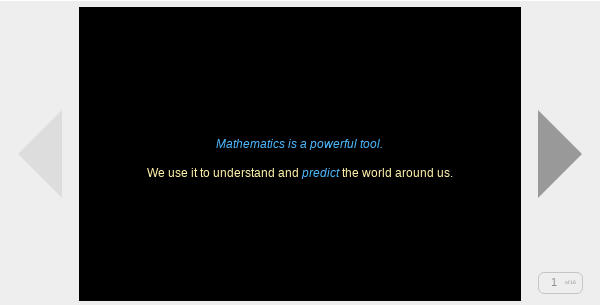 Mathematics is a powerful tool.
We use it to understand and predict the world around us.
1 of 16